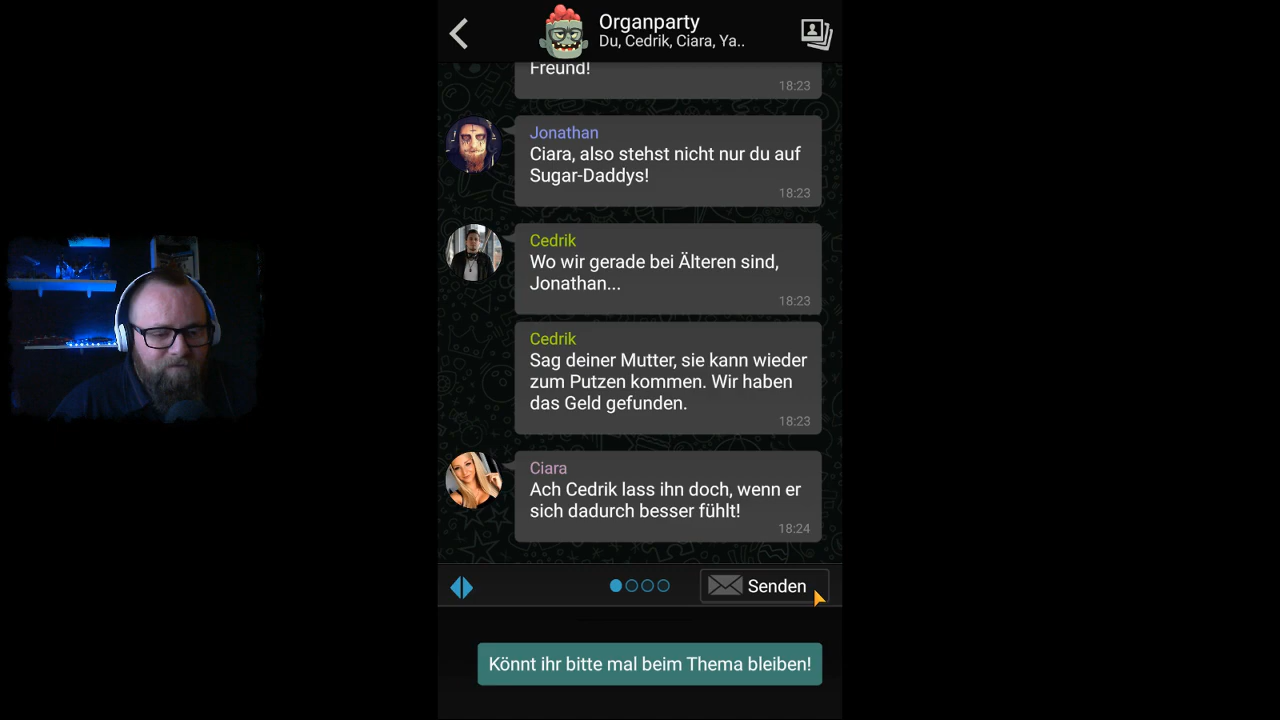 Organparty
Du, Cedrik, Ciara, Ya..
Freund!
18:23
Jonathan
Ciara, also stehst nicht nur du auf
Sugar-Daddys!
18:23
Cedrik
Wo wir gerade bei Älteren sind,
Jonathan...
18:23
Cedrik
Sag deiner Mutter, sie kann wieder
zum Putzen kommen. Wir haben
das Geld gefunden.
18:23
Ciara
Ach Cedrik lass ihn doch, wenn er
sich dadurch besser fühlt!
18:24
Senden
Könnt ihr bitte mal beim Thema bleiben!